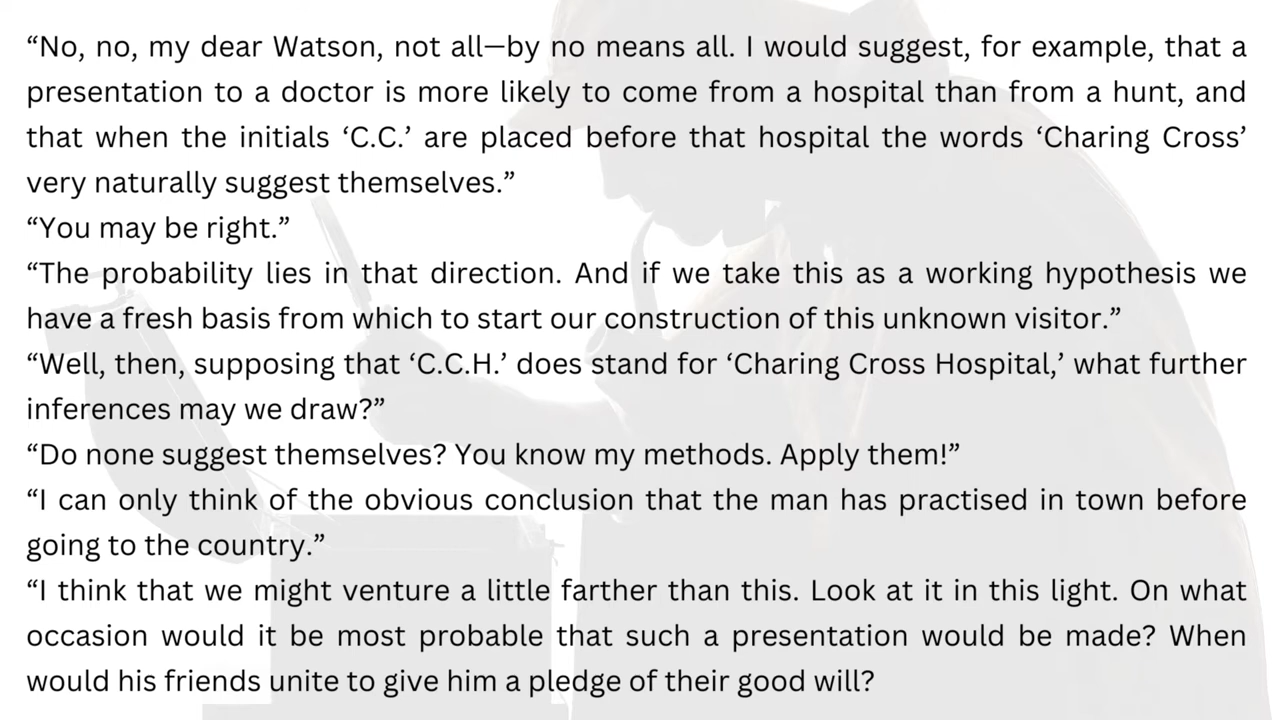 “No, no, my dear Watson, not all—by no means all. I would suggest, for example, that a
presentation to a doctor is more likely to come from a hospital than from a hunt, and
that when the initials ‘C.C.’ are placed before that hospital the words ‘Charing Cross’
very naturally suggest themselves.”
“You may be right.”
“The probability lies in that direction. And if we take this as a working hypothesis we
have a fresh basis from which to start our construction of this unknown visitor.”
“Well, then, supposing that ‘C.C.H.’ does stand for ‘Charing Cross Hospital,’ what further
inferences may we draw?”
“Do none suggest themselves? You know my methods. Apply them!”
“I can only think of the obvious conclusion that the man has practised in town before
going to the country.”
“I think that we might venture a little farther than this. Look at it in this light. On what
occasion would it be most probable that such a presentation would be made? When
would his friends unite to give him a pledge of their good will?